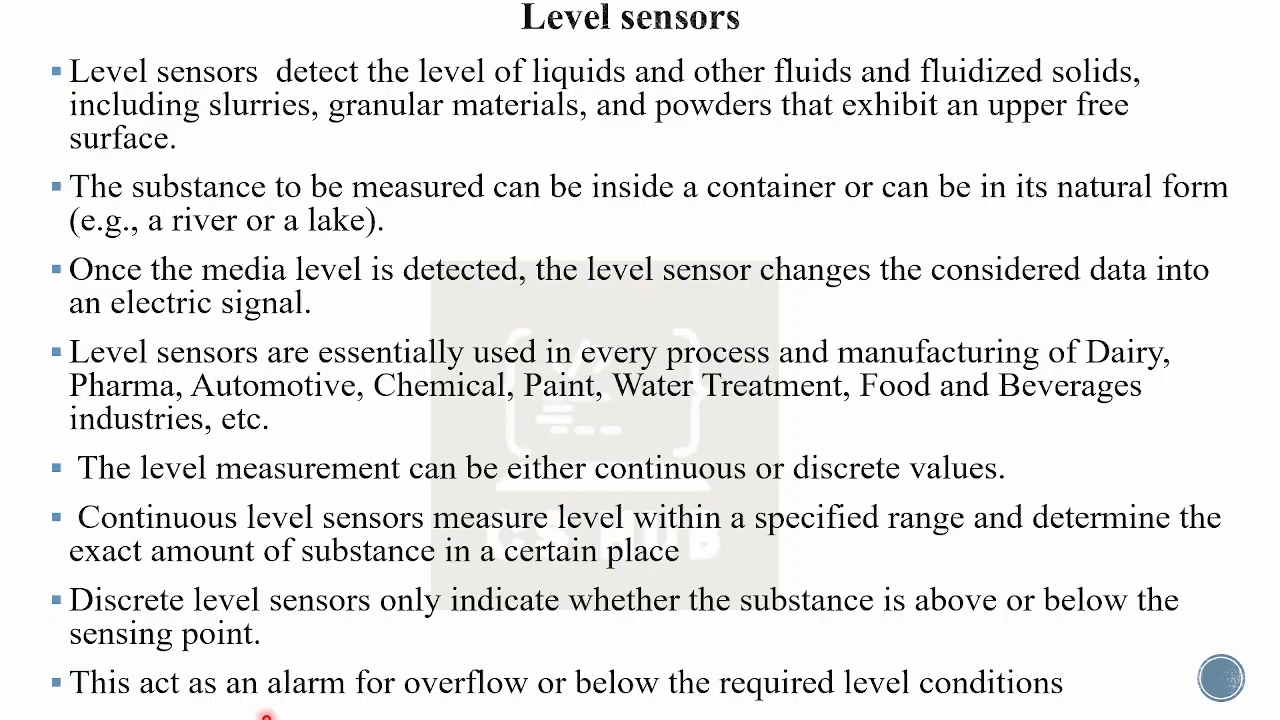 Level sensors
▪ Level sensors  detect the level of liquids and other fluids and fluidized solids,
including slurries, granular materials, and powders that exhibit an upper free
surface.
▪ The substance to be measured can be inside a container or can be in its natural form
(e.g., a river or a lake).
▪ Once the media level is detected, the level sensor changes the considered data into
an electric signal.
▪ Level sensors are essentially used in every process and manufacturing of Dairy,
Pharma, Automotive, Chemical, Paint, Water Treatment, Food and Beverages
industries, etc.
▪ The level measurement can be either continuous or discrete values.
▪ Continuous level sensors measure level within a specified range and determine the
exact amount of substance in a certain place
▪ Discrete level sensors only indicate whether the substance is above or below the
sensing point.
▪ This act as an alarm for overflow or below the required level conditions